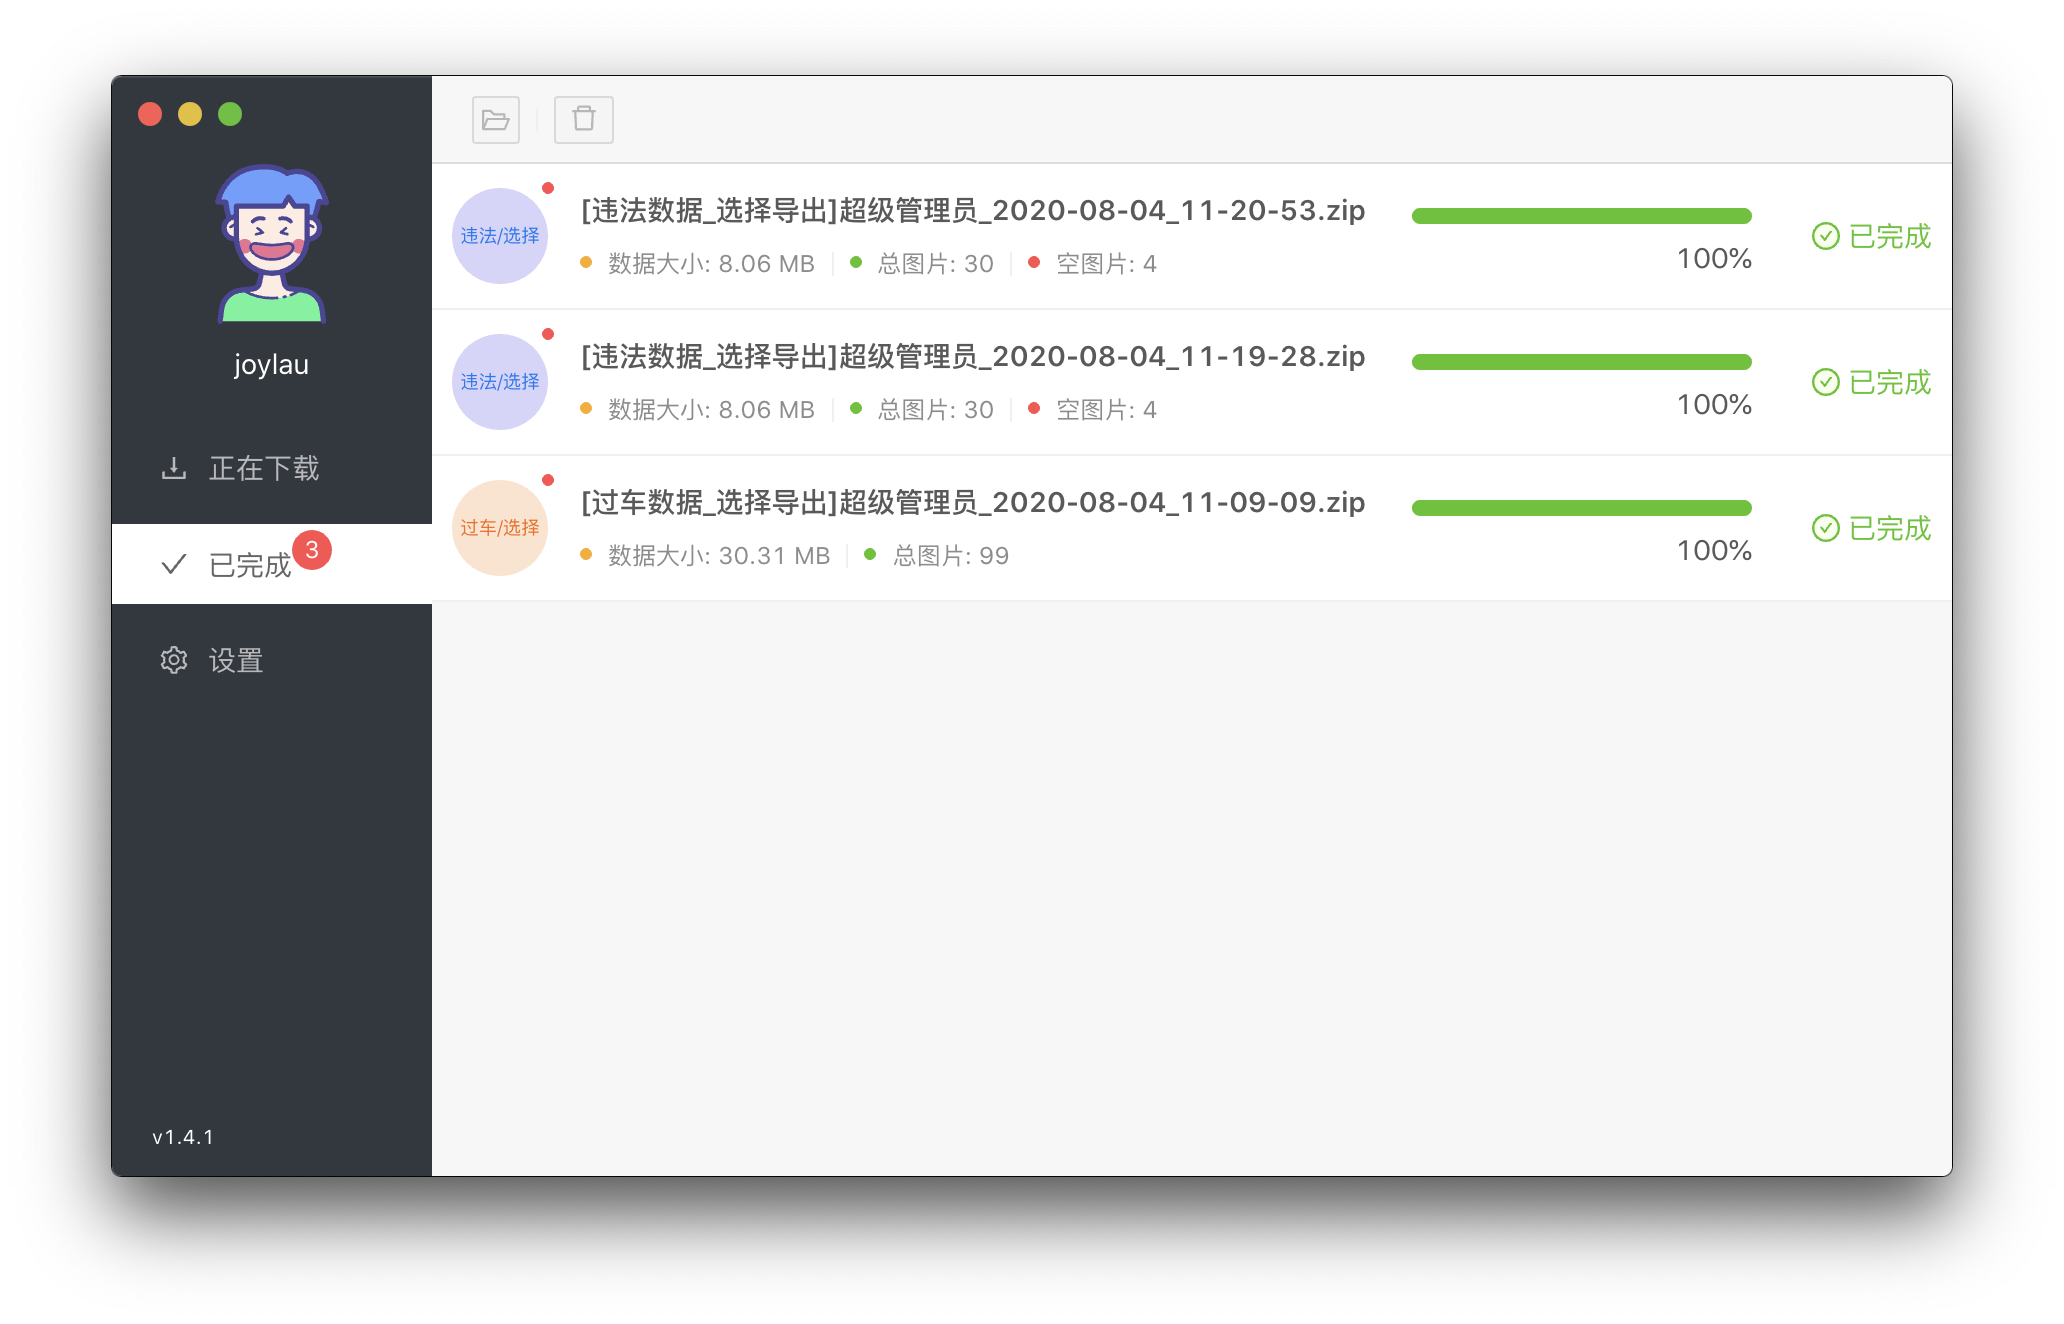 joylau
正在下载
已完成 3
设置
v1.4.1
违法/选择
[违法数据_选择导出]超级管理员_2020-08-04_11-20-53.zip
数据大小: 8.06 MB 总图片: 30 空图片: 4
100%
已完成
违法/选择
[违法数据_选择导出]超级管理员_2020-08-04_11-19-28.zip
数据大小: 8.06 MB 总图片: 30 空图片: 4
100%
已完成
过车/选择
[过车数据_选择导出]超级管理员_2020-08-04_11-09-09.zip
数据大小: 30.31 MB 总图片: 99
100%
已完成